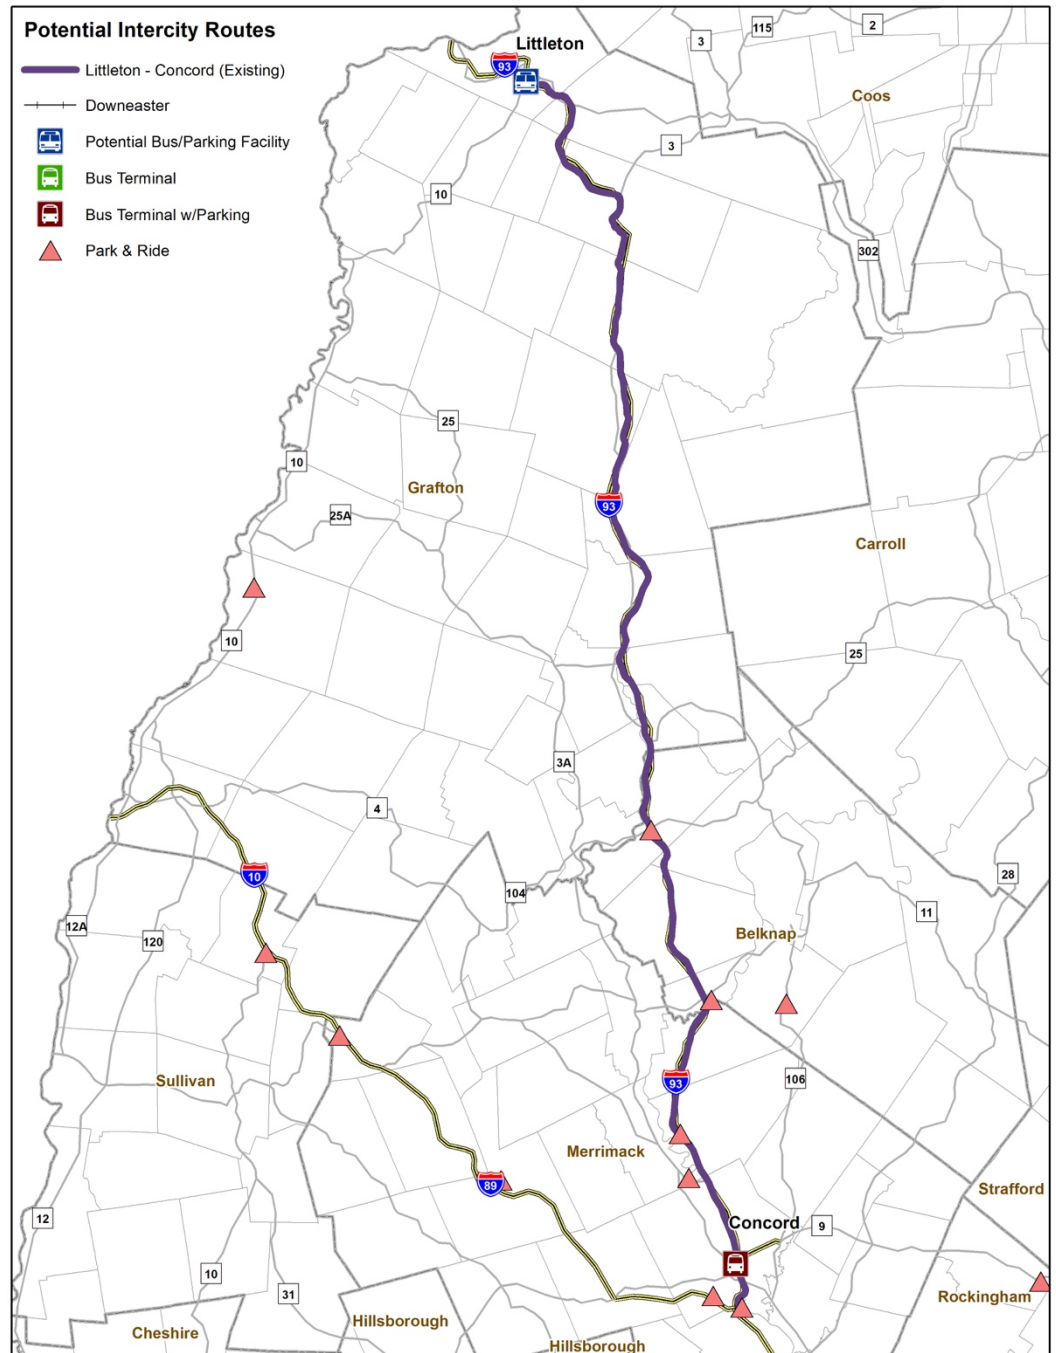 Potential Intercity Routes
Littleton - Concord (Existing)
Downeaster
Potential Bus/Parking Facility
Bus Terminal
Bus Terminal w/Parking
Park & Ride
115
2
3
Littleton
93
Coos
3
10
302
25
10
Grafton
93
25A
Carroll
10
25
3A
4
10
28
104
11
12A
120
Belknap
93
106
Sullivan
Merrimack
89
Strafford
12
Concord
9
10
31
Rockingham
Hillsborough
Cheshire
Hillsborough